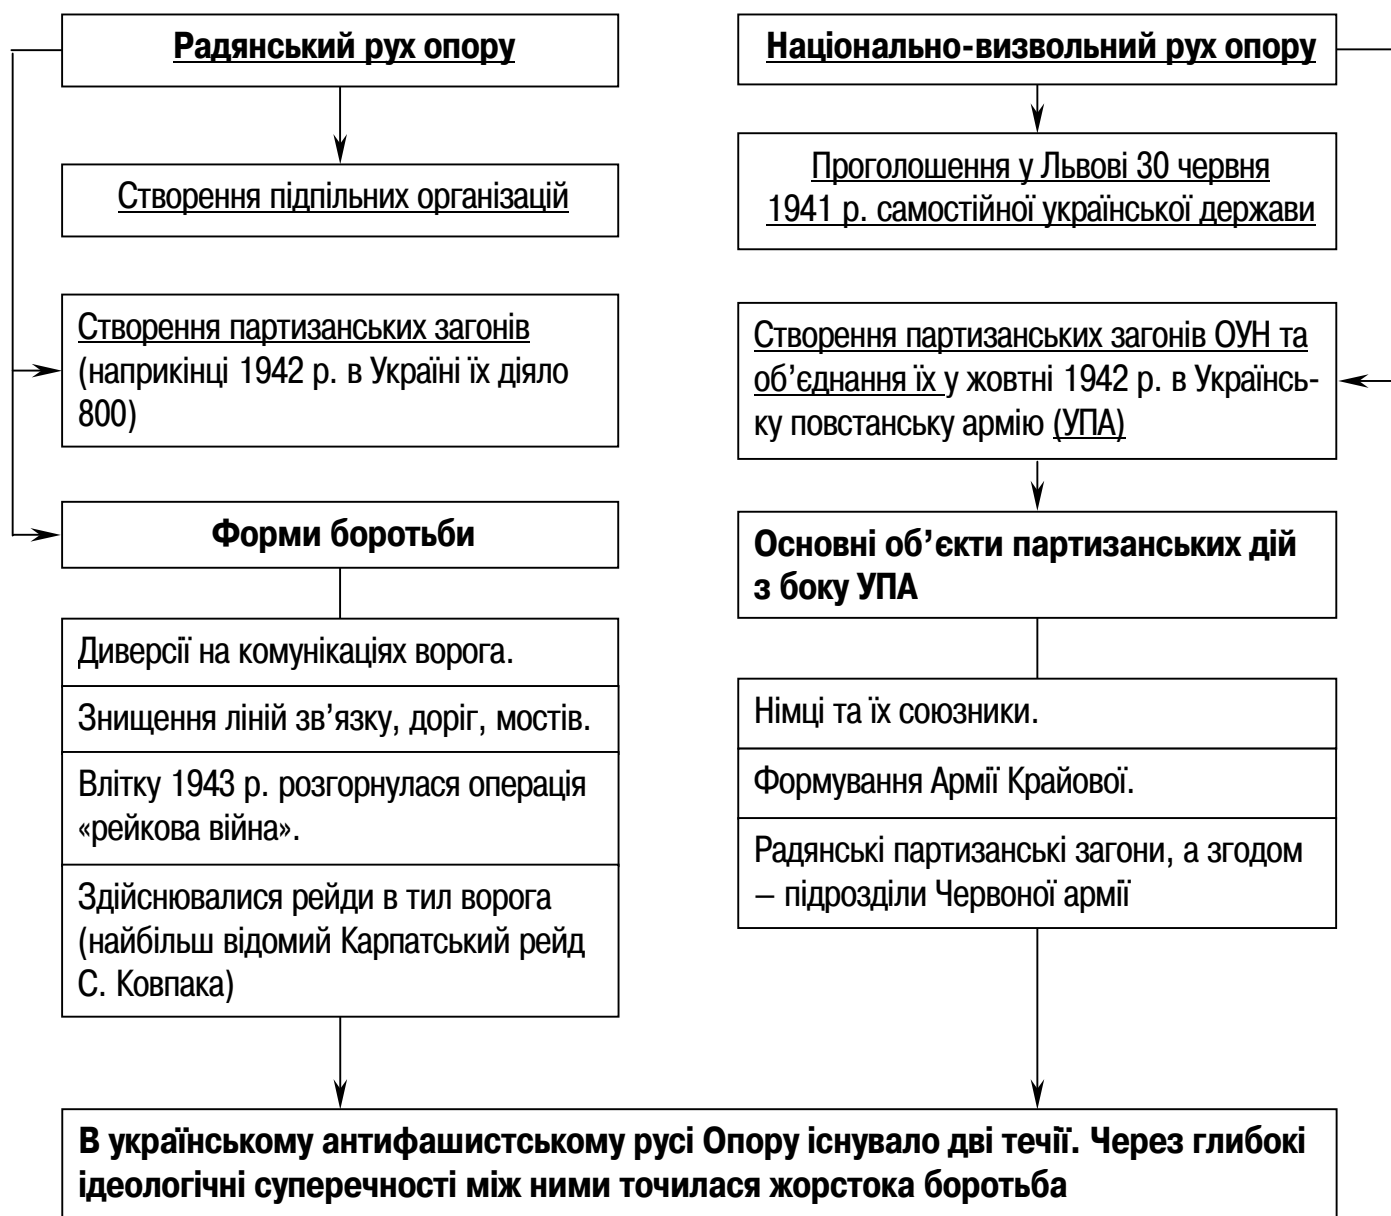 Радянський рух опору
Створення підпільних організацій
Створення партизанських загонів
(наприкінці 1942 р. в Україні їх діяло
800)
Форми боротьби
Диверсії на комунікаціях ворога.
Знищення ліній зв’язку, доріг, мостів.
Влітку 1943 р. розгорнулася операція
«рейкова війна».
Здійснювалися рейди в тил ворога
(найбільш відомий Карпатський рейд
С. Ковпака)
Національно-визвольний рух опору
Проголошення у Львові 30 червня
1941 р. самостійної української держави
Створення партизанських загонів ОУН та
об’єднання їх у жовтні 1942 р. в Українсь-
ку повстанську армію (УПА)
Основні об’єкти партизанських дій
з боку УПА
Німці та їх союзники.
Формування Армії Крайової.
Радянські партизанські загони, а згодом
– підрозділи Червоної армії
В українському антифашистському русі Опору існувало дві течії. Через глибокі
ідеологічні суперечності між ними точилася жорстока боротьба